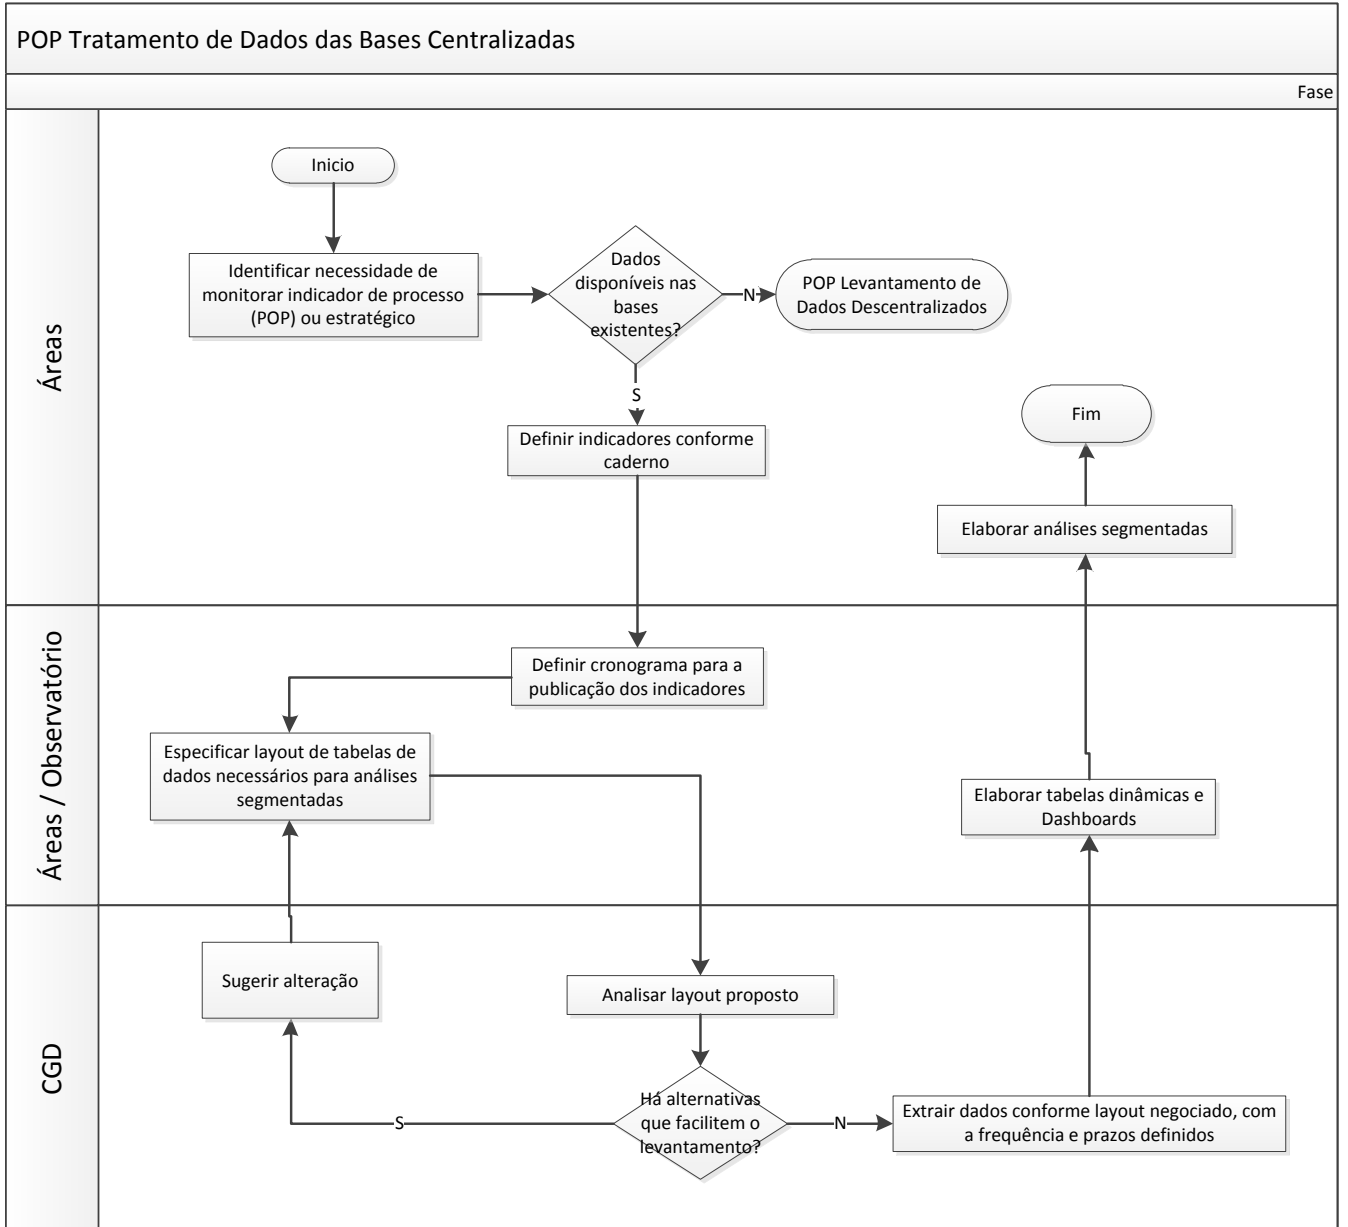 POP Tratamento de Dados das Bases Centralizadas
Fase
Áreas
Inicio
Identificar necessidade de
monitorar indicador de processo
(POP) ou estratégico
Dados
disponíveis nas
bases
existentes?
N
POP Levantamento de
Dados Descentralizados
S
Definir indicadores conforme
caderno
Fim
Elaborar análises segmentadas
Áreas / Observatório
Definir cronograma para a
publicação dos indicadores
Especificar layout de tabelas de
dados necessários para análises
segmentadas
Elaborar tabelas dinâmicas e
Dashboards
CGD
Sugerir alteração
Analisar layout proposto
Há alternativas
que facilitem o
levantamento?
S
N
Extrair dados conforme layout negociado, com
a frequência e prazos definidos